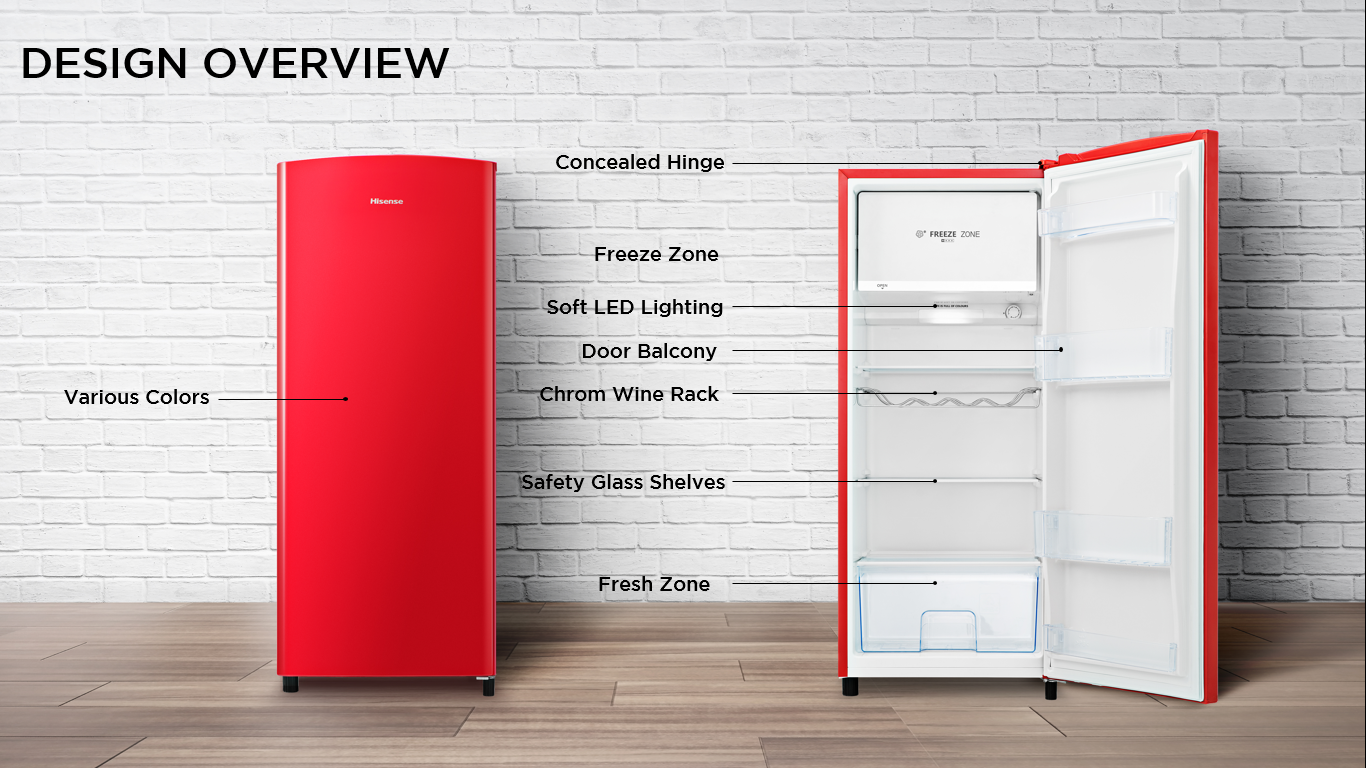 DESIGN OVERVIEW
Hisense
Concealed Hinge
FREEZE ZONE
Freeze Zone
OPEN
Soft LED Lighting
Door Balcony
Various Colors
Chrom Wine Rack
Safety Glass Shelves
Fresh Zone